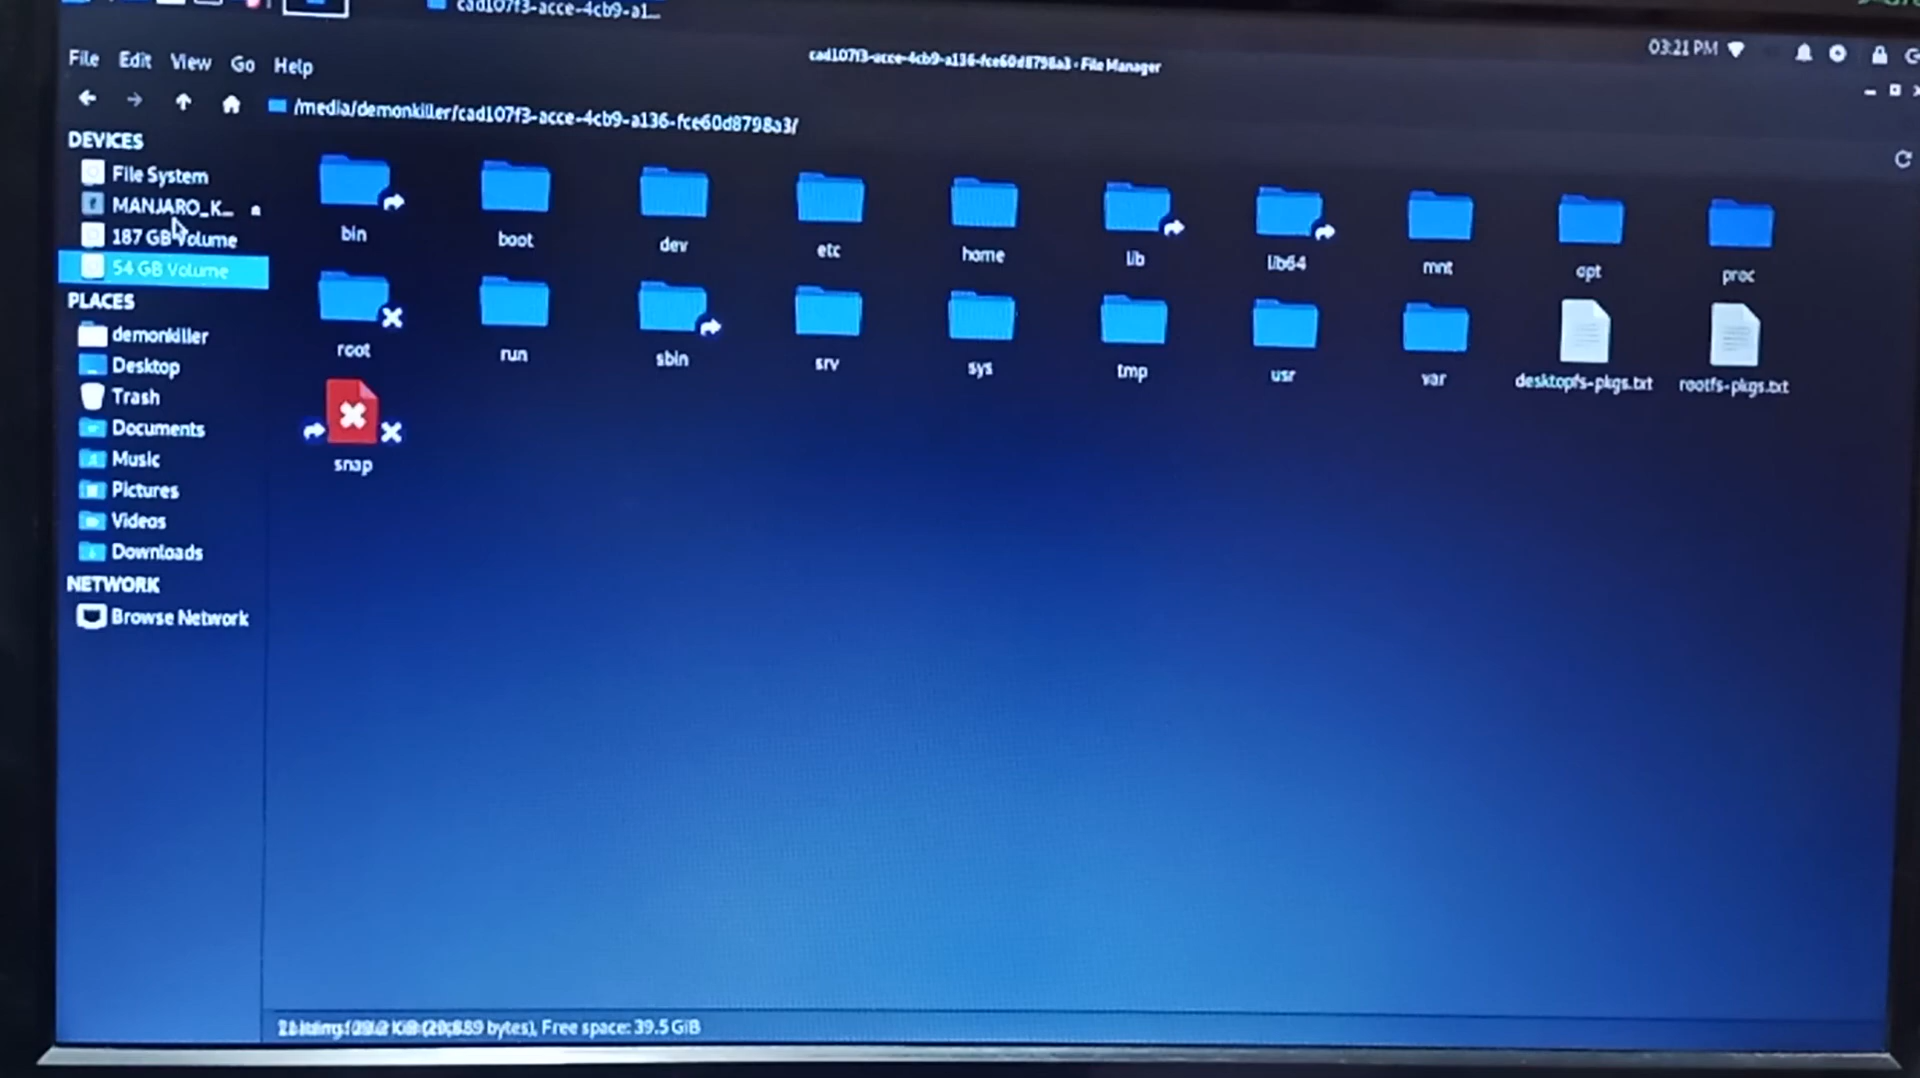 cad107f3-acce-4cb9-a1...
cad107f3-acce-4cb9-a136-fce60d8798a3 - File Manager
03:21 PM
File Edit View Go Help
/media/demonkiller/cad107f3-acce-4cb9-a136-fce60d8798a3/
DEVICES
File System
MANJARO_K...
187 GB Volume
54 GB Volume
PLACES
demonkiller
Desktop
Trash
Documents
Music
Pictures
Videos
Downloads
NETWORK
Browse Network
bin boot dev etc home lib lib64 mnt opt proc
root run sbin srv sys tmp usr var desktopfs-pkgs.txt rootfs-pkgs.txt
snap
bytes), Free space: 39.5 GiB